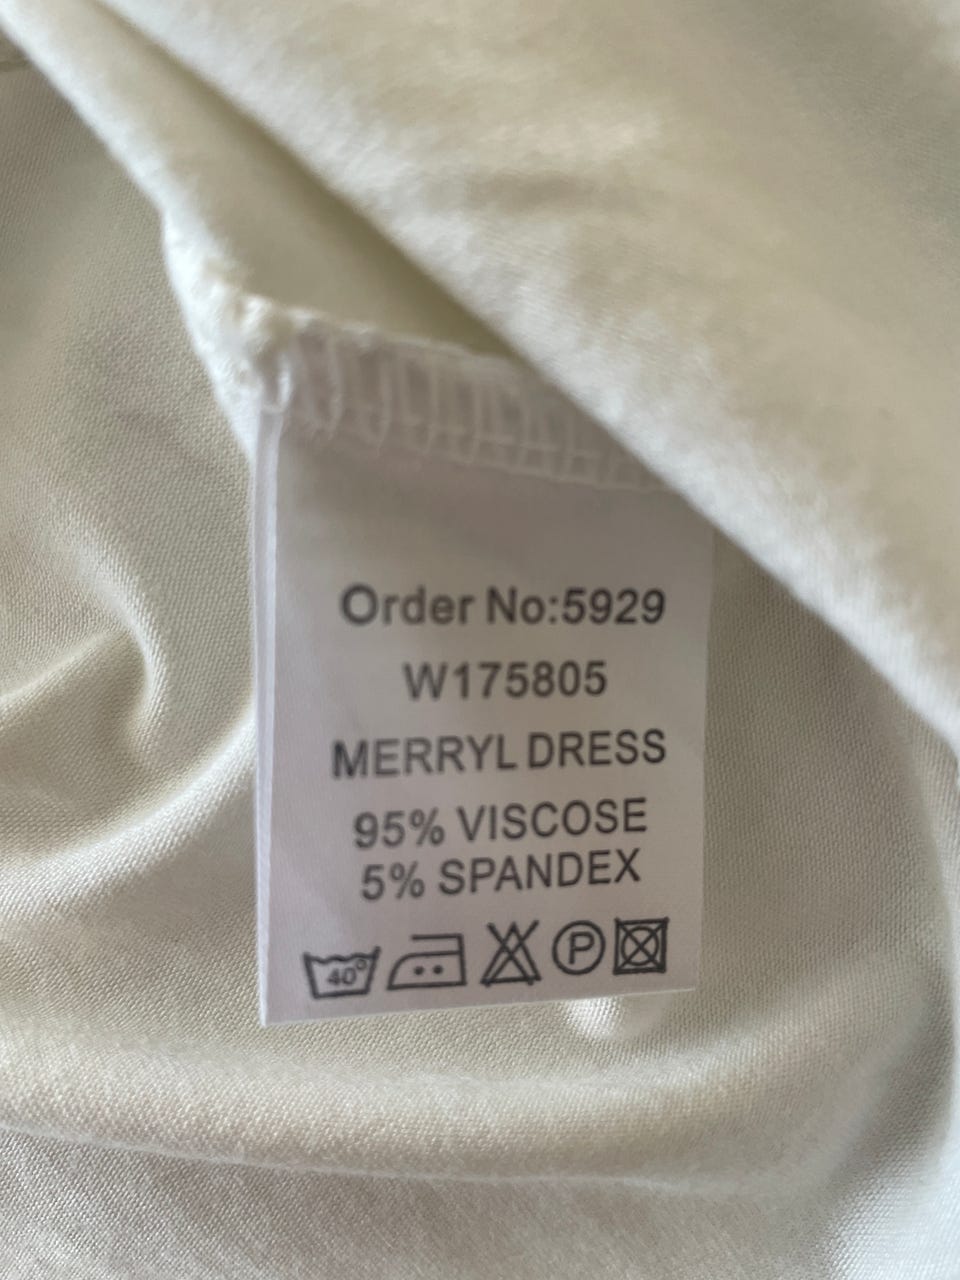 Order No:5929
W175805
MERRYL DRESS
95% VISCOSE
5% SPANDEX
40° P